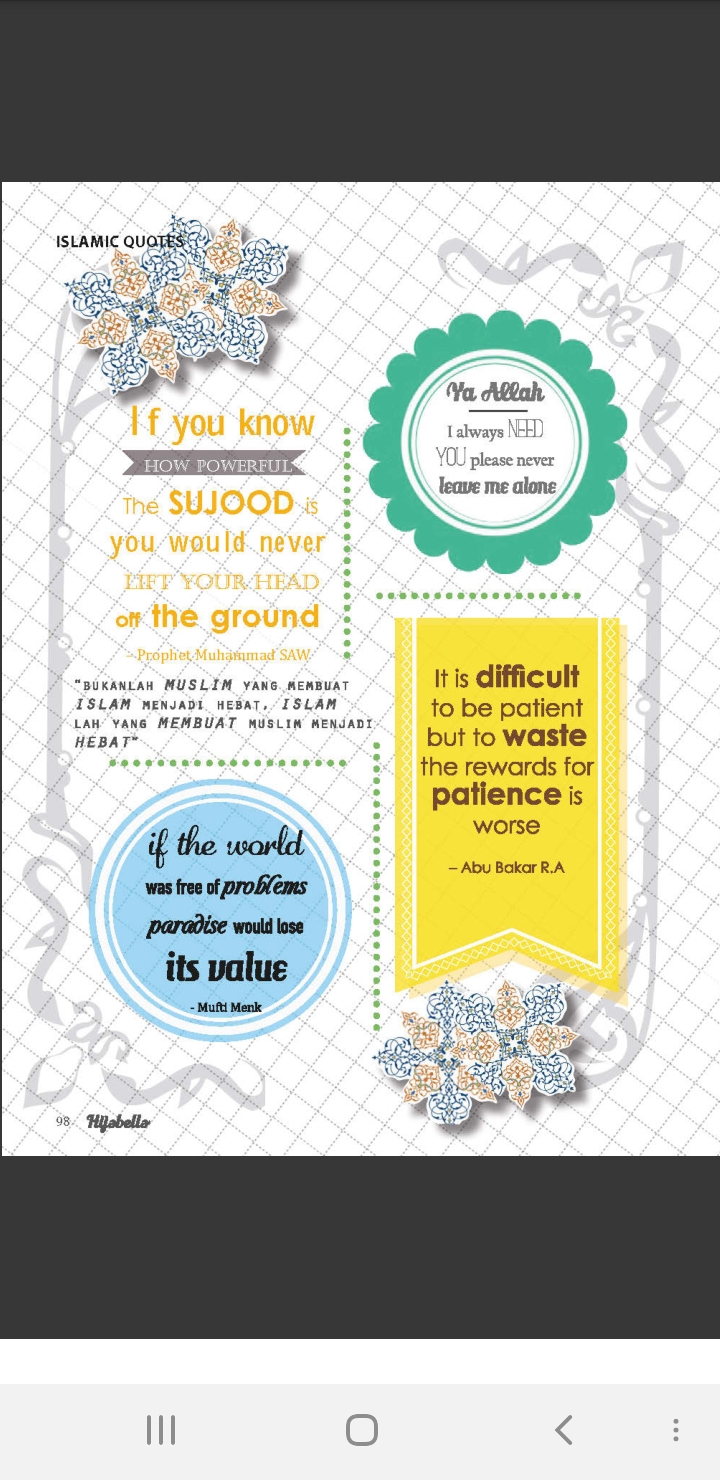 ISLAMIC QUOTES
If you know
HOW POWERFUL
The SUJOOD is
you would never
LIFT YOUR HEAD
off the ground
- Prophet Muhammad SAW
"BUKANLAH MUSLIM YANG MEMBUAT
ISLAM MENJADI HEBAT, ISLAM
LAH YANG MEMBUAT MUSLIM MENJADI
HEBAT"
if the world
was free of problems
paradise would lose
its value
- Mufti Menk
Ya Allah
I always NEED
YOU please never
leave me alone
It is difficult
to be patient
but to waste
the rewards for
patience is
worse
– Abu Bakar R.A
98 Hijabella